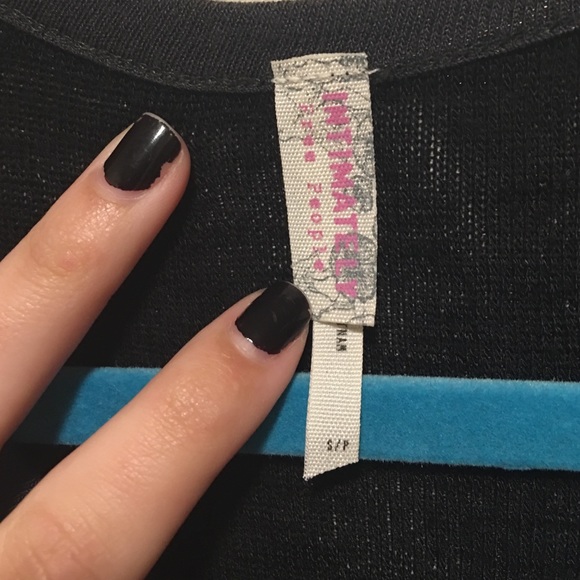 INTIMATELY
Free People
NAM
S/P